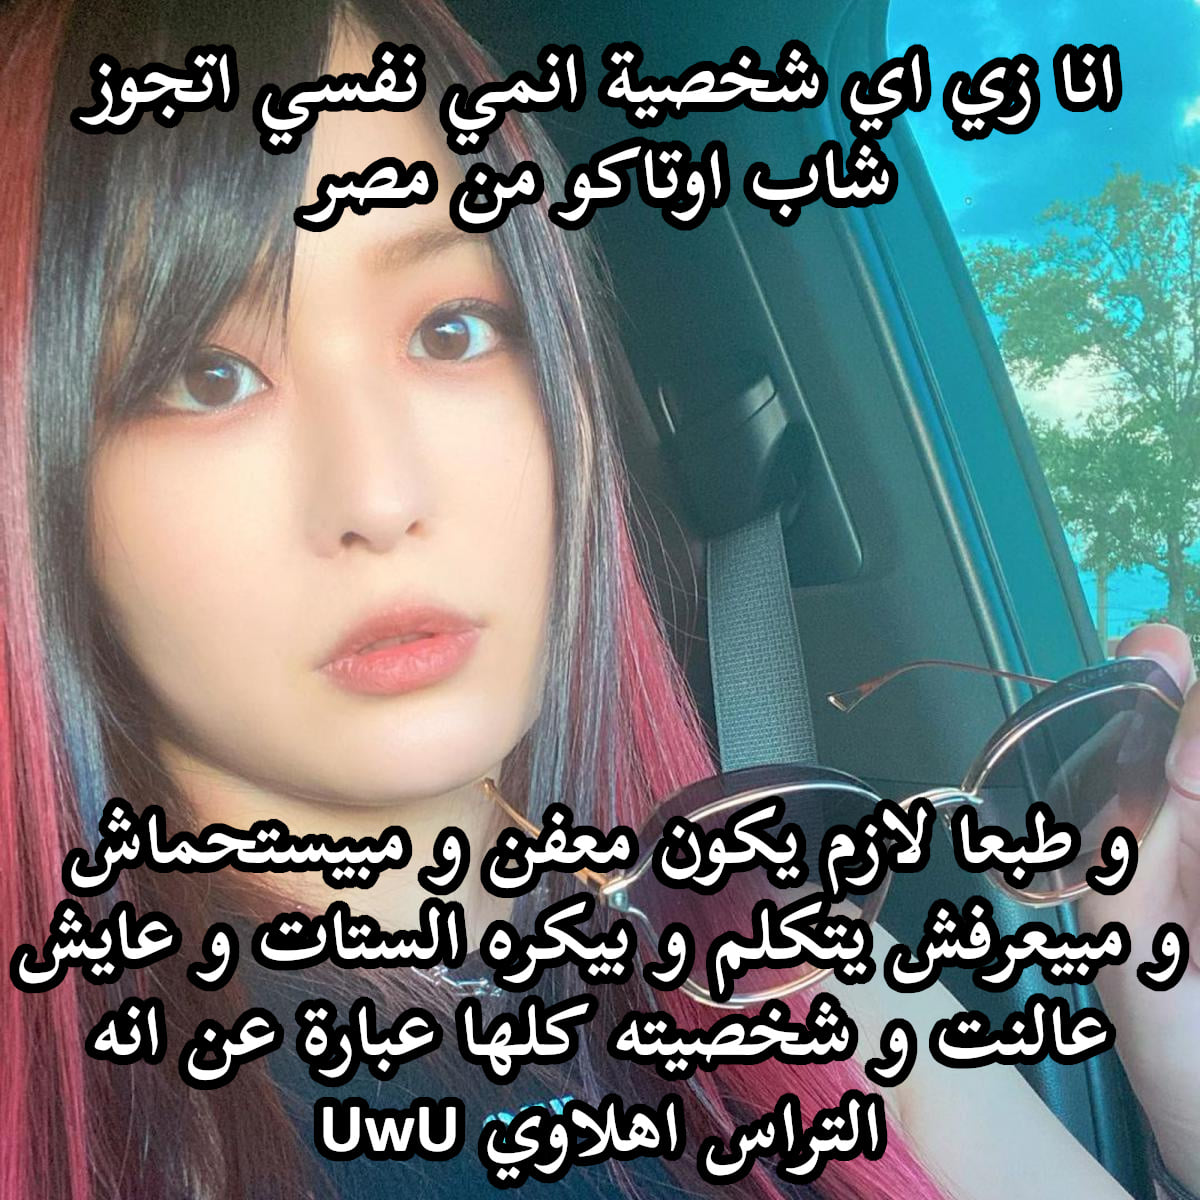 انا زي اي شخصية انمي نفسي اتجوز
شاب اوتاكو من مصر
و طبعا لازم يكون معفن و مبيستحماش
و مبيعرفش يتكلم و بيكره الستات و عايش
عالنت و شخصيته كلها عبارة عن انه
التراس اهلاوي UwU